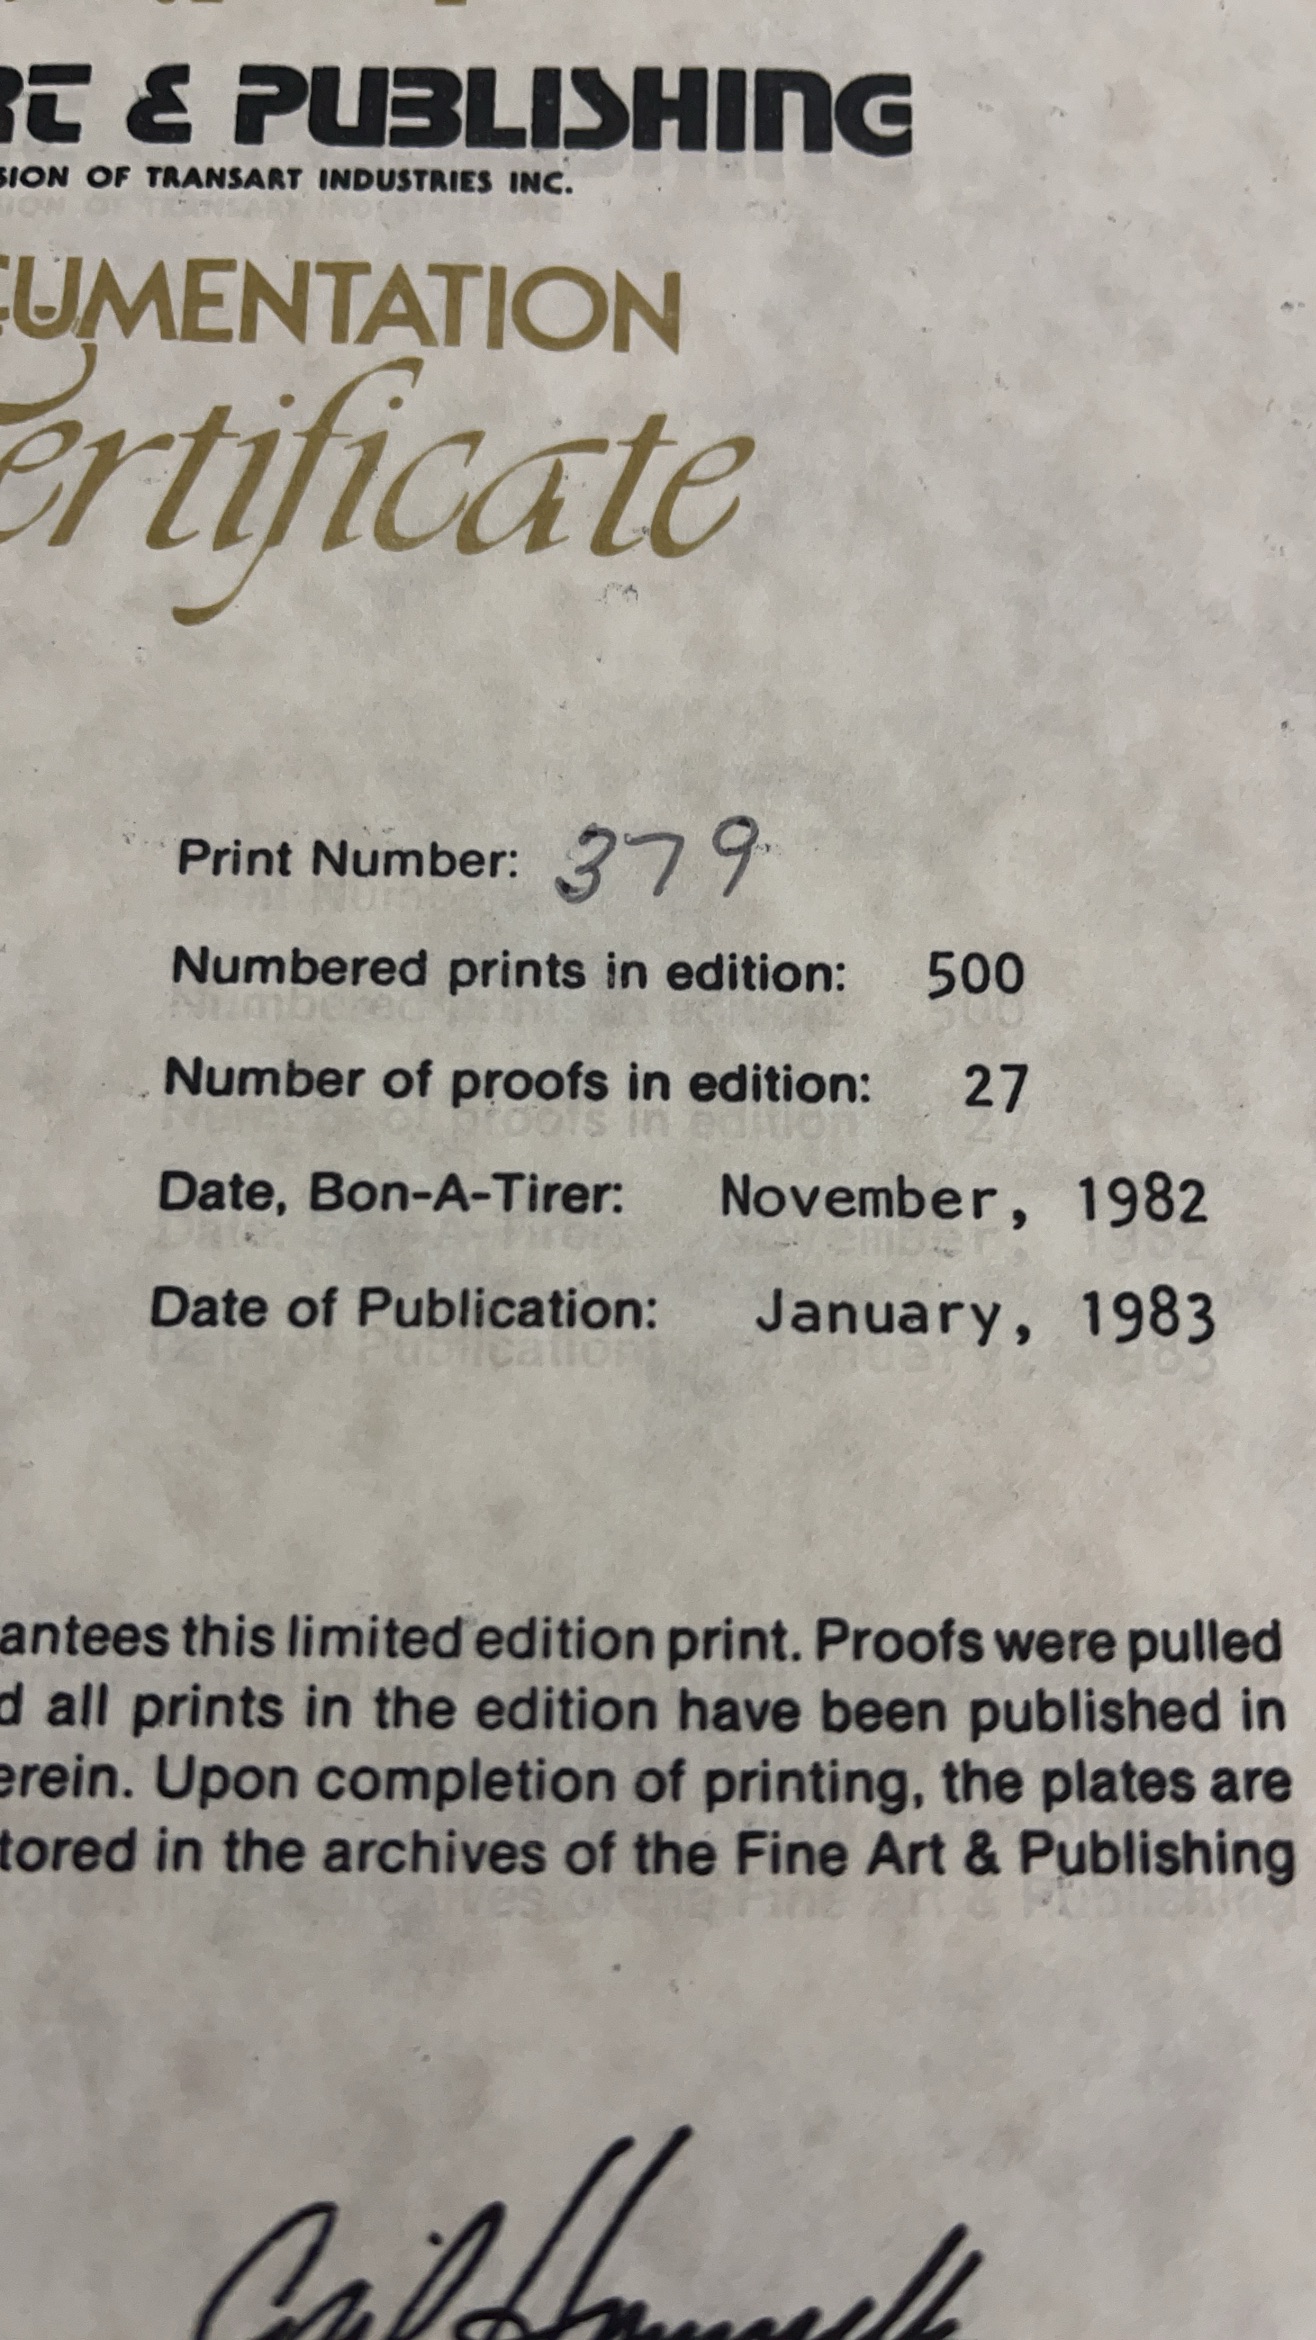 RT & PUBLISHING
SION OF TRANSART INDUSTRIES INC.
CUMENTATION
ertificate
Print Number: 379
Numbered prints in edition: 500
Number of proofs in edition: 27
Date, Bon-A-Tirer: November, 1982
Date of Publication: January, 1983
antees this limited edition print. Proofs were pulled
d all prints in the edition have been published in
erein. Upon completion of printing, the plates are
tored in the archives of the Fine Art & Publishing